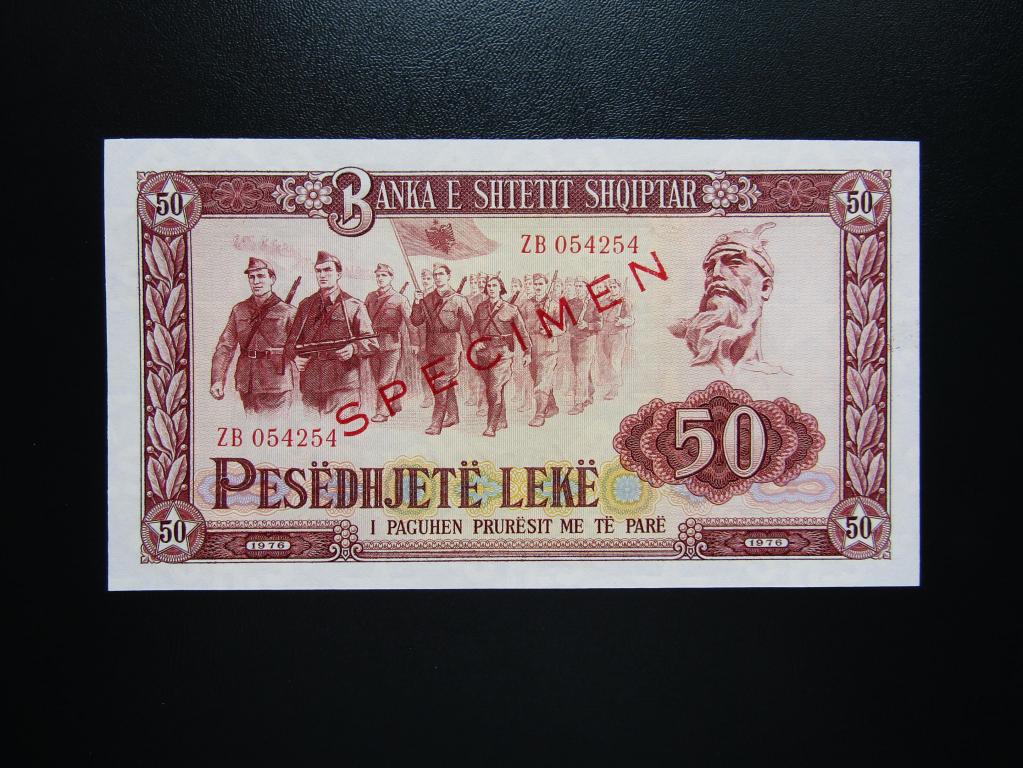 50 BANKA E SHTETIT SHQIPTAR 50
ZB 054254
SPECIMEN
ZB 054254
50
PESËDHJETË LEKË
I PAGUHEN PRURËSIT ME TË PARË
50 1976 1976 50